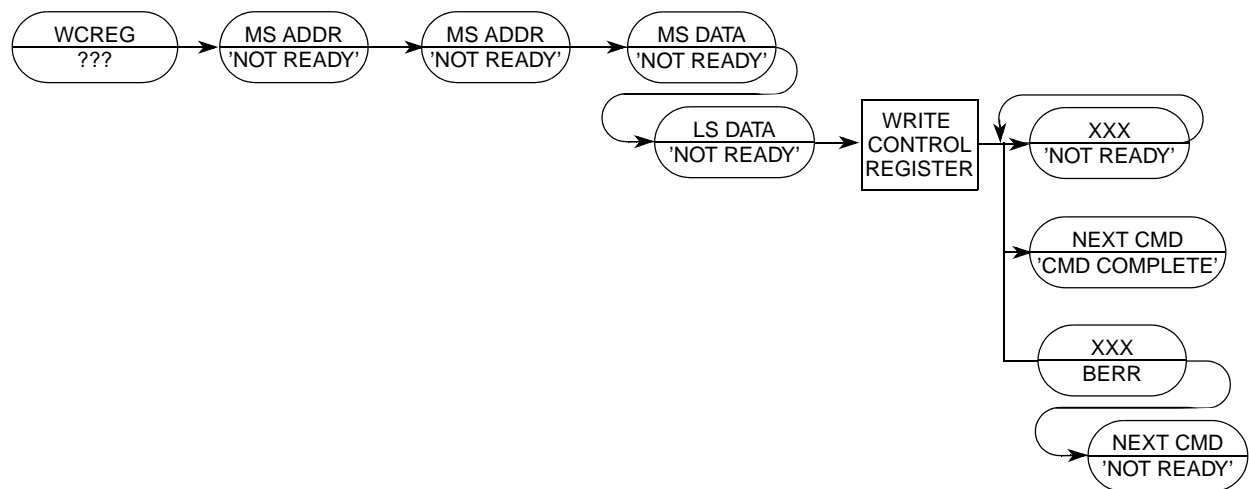 WCREG
???
MS ADDR
'NOT READY'
MS ADDR
'NOT READY'
MS DATA
'NOT READY'
LS DATA
'NOT READY'
WRITE
CONTROL
REGISTER
XXX
'NOT READY'
NEXT CMD
'CMD COMPLETE'
XXX
BERR
NEXT CMD
'NOT READY'